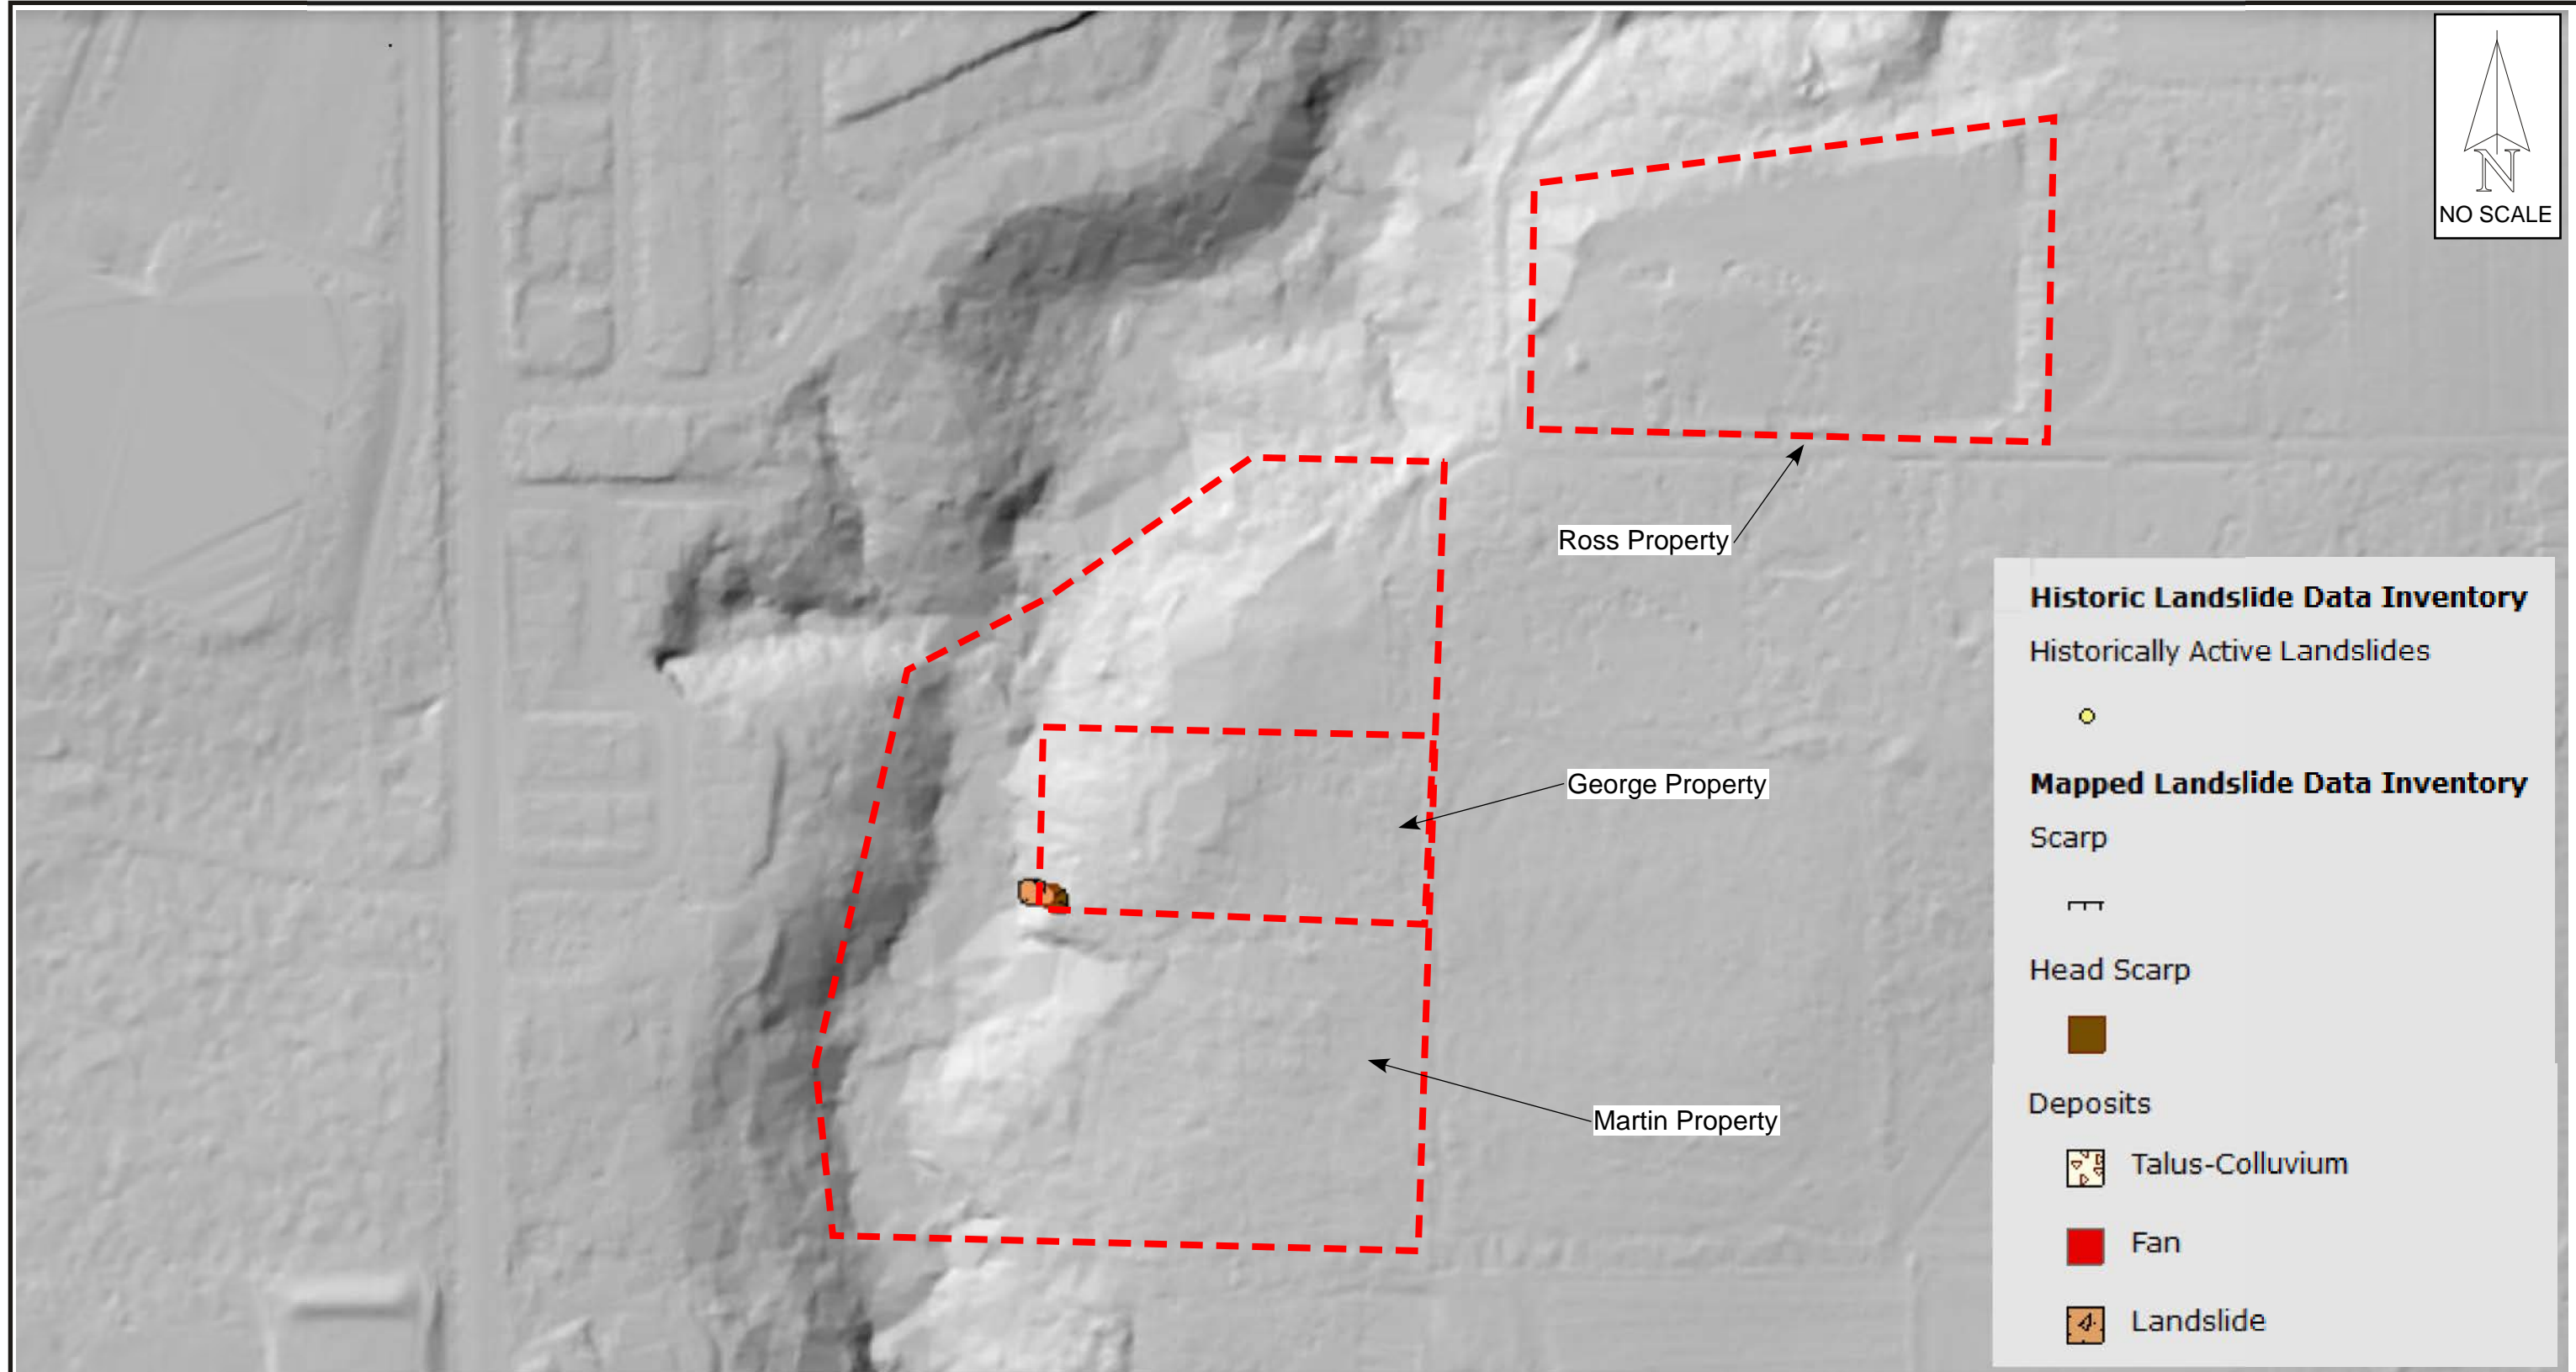 N
NO SCALE
Ross Property
George Property
Martin Property
Historic Landslide Data Inventory
Historically Active Landslides
Mapped Landslide Data Inventory
Scarp
Head Scarp
Deposits
Talus-Colluvium
Fan
Landslide